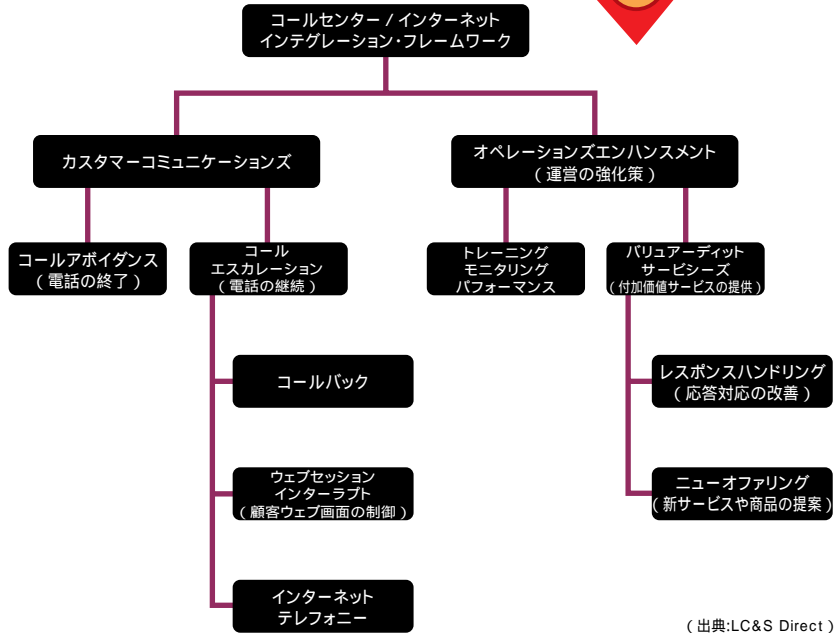 コールセンター / インターネット
インテグレーション・フレームワーク
カスタマーコミュニケーションズ
オペレーションズエンハンスメント
( 運営の強化策 )
コールアボイダンス
( 電話の終了 )
コール
エスカレーション
( 電話の継続 )
トレーニング
モニタリング
パフォーマンス
バリュアーディット
サービシーズ
( 付加価値サービスの提供 )
コールバック
レスポンスハンドリング
( 応答対応の改善 )
ウェブセッション
インターラプト
( 顧客ウェブ画面の制御 )
ニューオファリング
( 新サービスや商品の提案 )
インターネット
テレフォニー
( 出典:LC&S Direct )